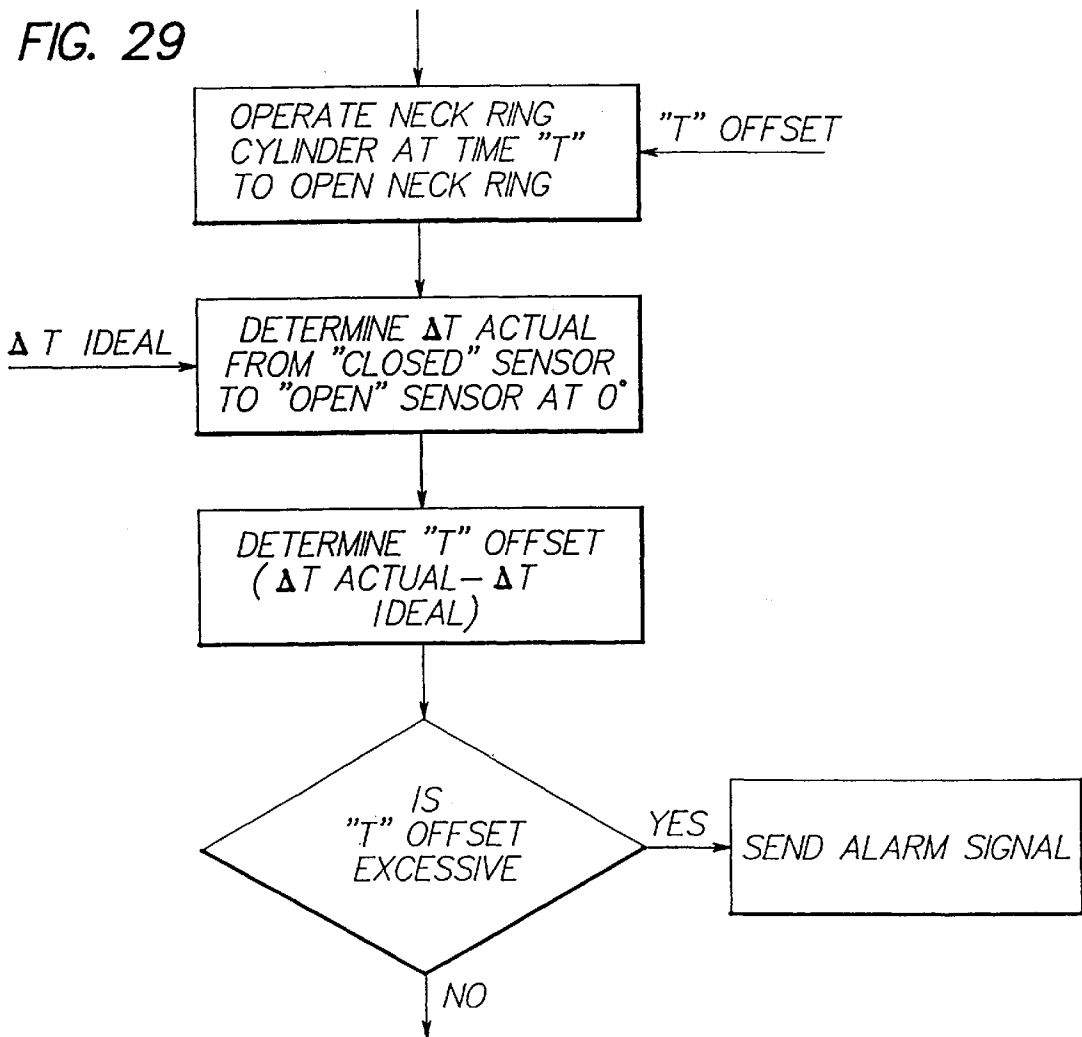 FIG. 29
OPERATE NECK RING
CYLINDER AT TIME "T"
TO OPEN NECK RING
"T" OFFSET
Δ T IDEAL
DETERMINE ΔT ACTUAL
FROM "CLOSED" SENSOR
TO "OPEN" SENSOR AT 0°
DETERMINE "T" OFFSET
(ΔT ACTUAL - ΔT
IDEAL)
IS
"T" OFFSET
EXCESSIVE
YES
SEND ALARM SIGNAL
NO